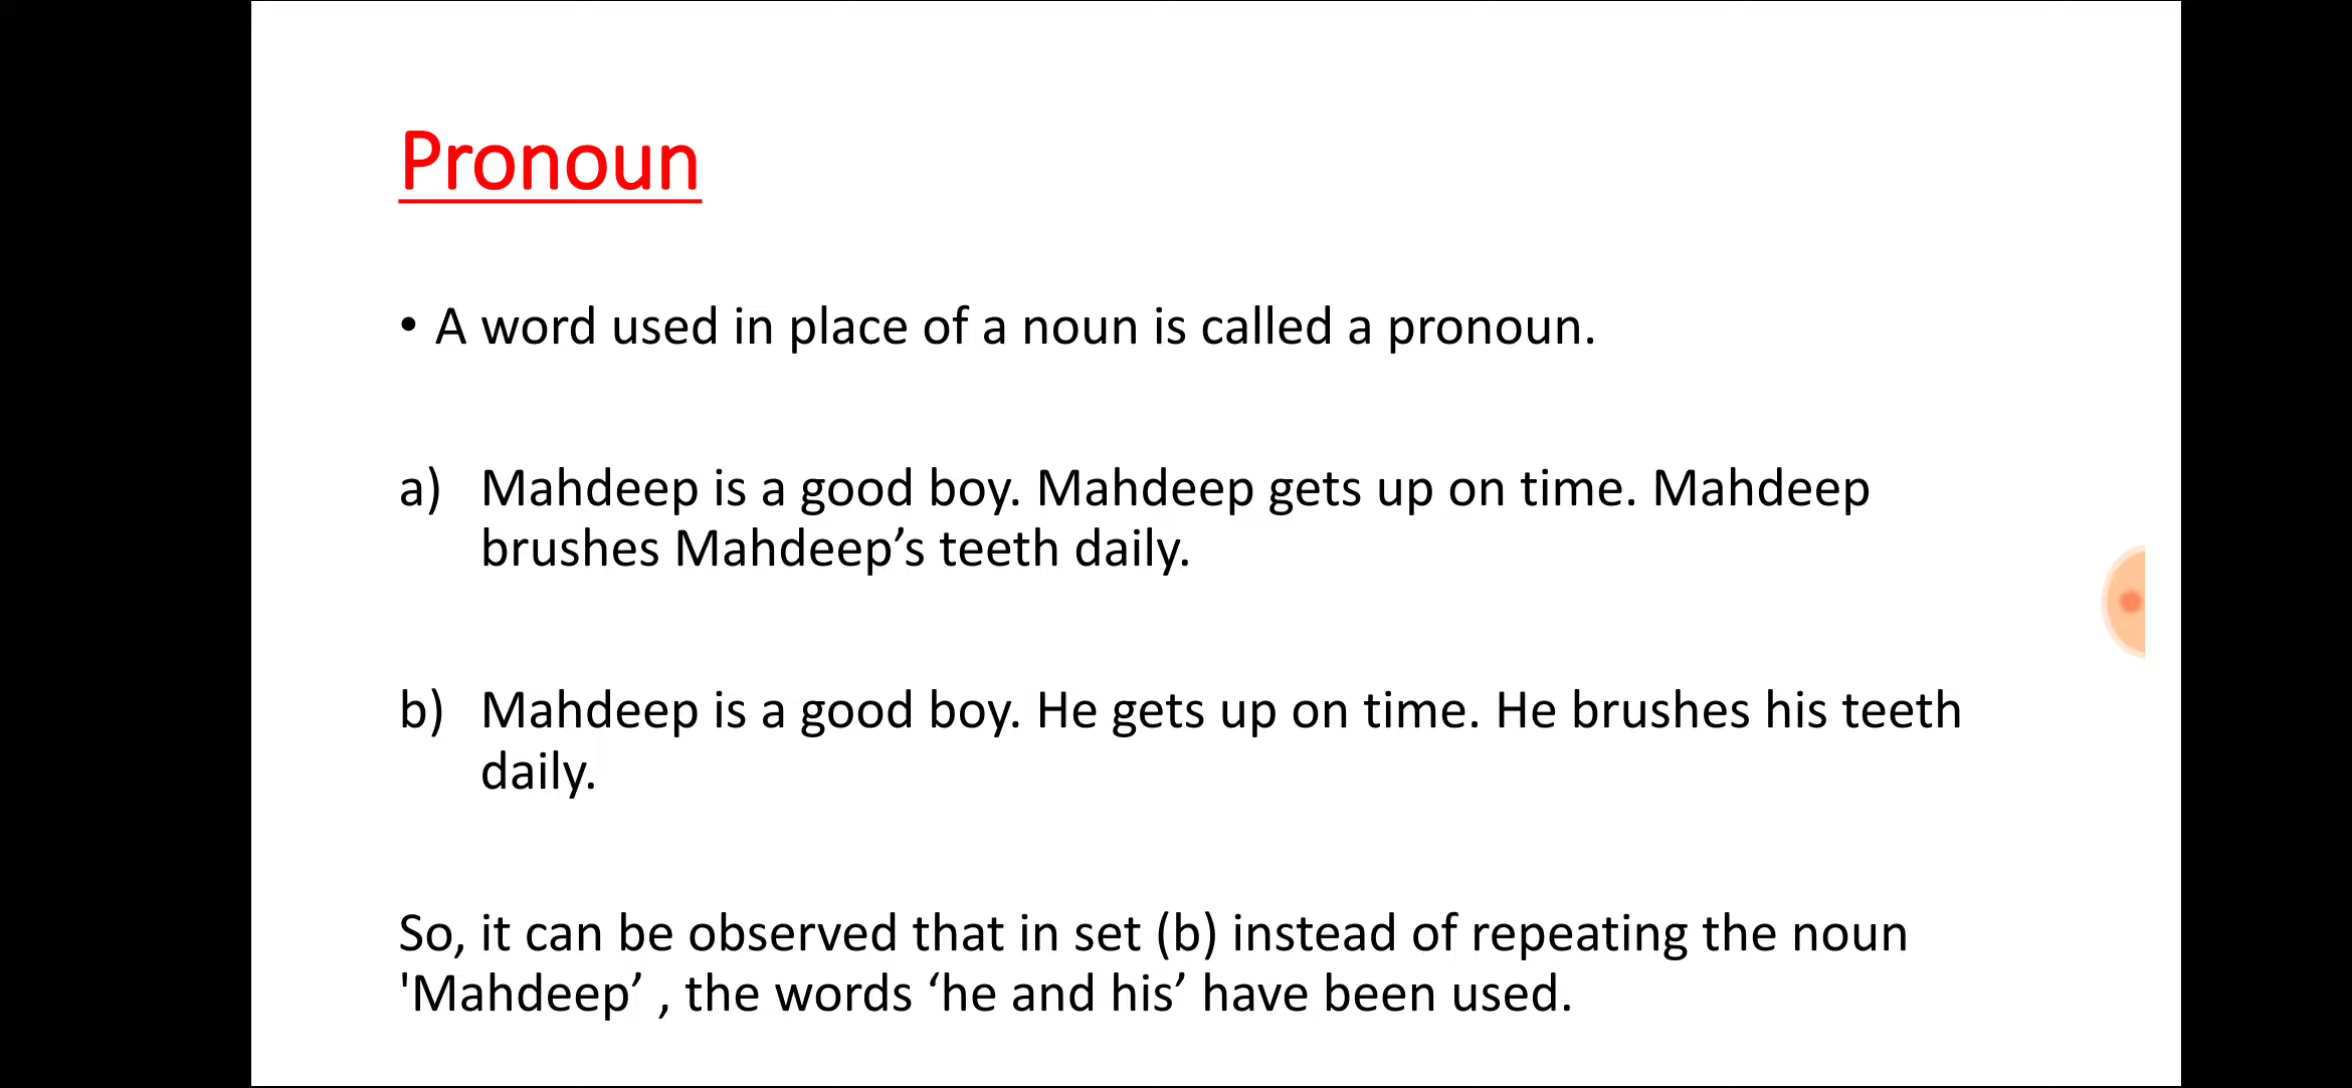 Pronoun
• A word used in place of a noun is called a pronoun.
a) Mahdeep is a good boy. Mahdeep gets up on time. Mahdeep
brushes Mahdeep’s teeth daily.
b) Mahdeep is a good boy. He gets up on time. He brushes his teeth
daily.
So, it can be observed that in set (b) instead of repeating the noun
'Mahdeep’ , the words ‘he and his’ have been used.